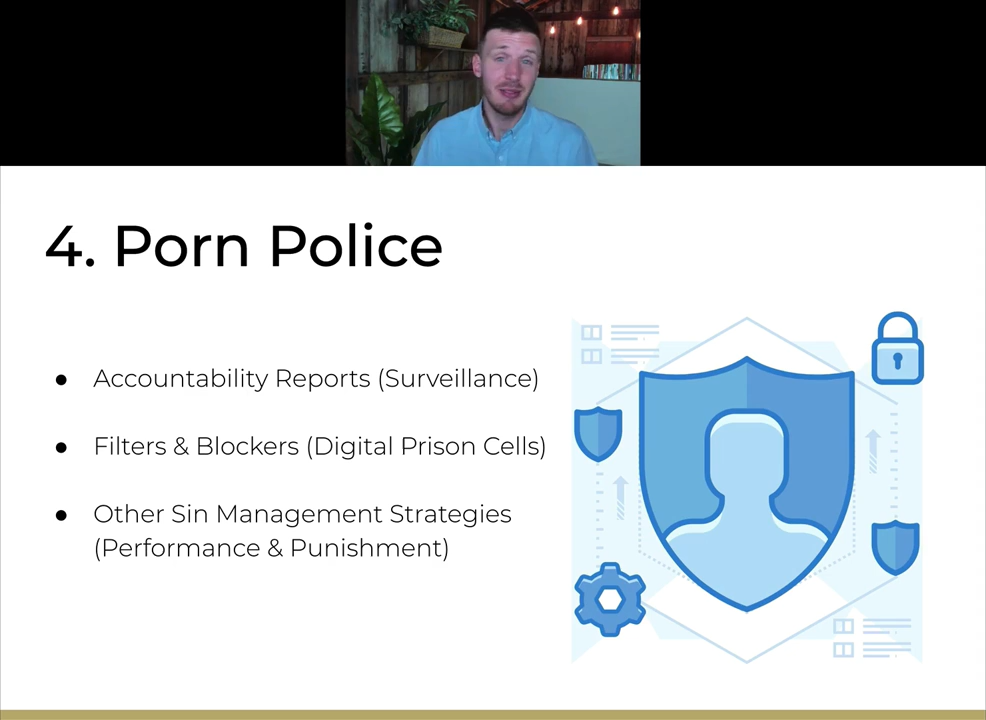 4. Porn Police
● Accountability Reports (Surveillance)
● Filters & Blockers (Digital Prison Cells)
● Other Sin Management Strategies
(Performance & Punishment)